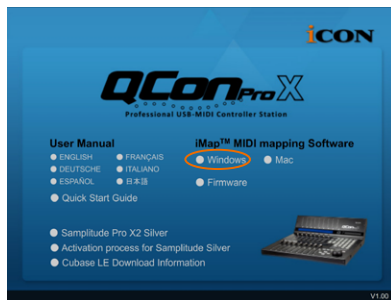 iCON
QCon Pro X
Professional USB-MIDI Controller Station
User Manual
ENGLISH
FRANÇAIS
DEUTSCHE
ITALIANO
ESPAÑOL
日本語
Quick Start Guide
iMap™ MIDI mapping Software
Windows
Mac
Firmware
Samplitude Pro X2 Silver
Activation process for Samplitude Silver
Cubase LE Download Information
V1.00